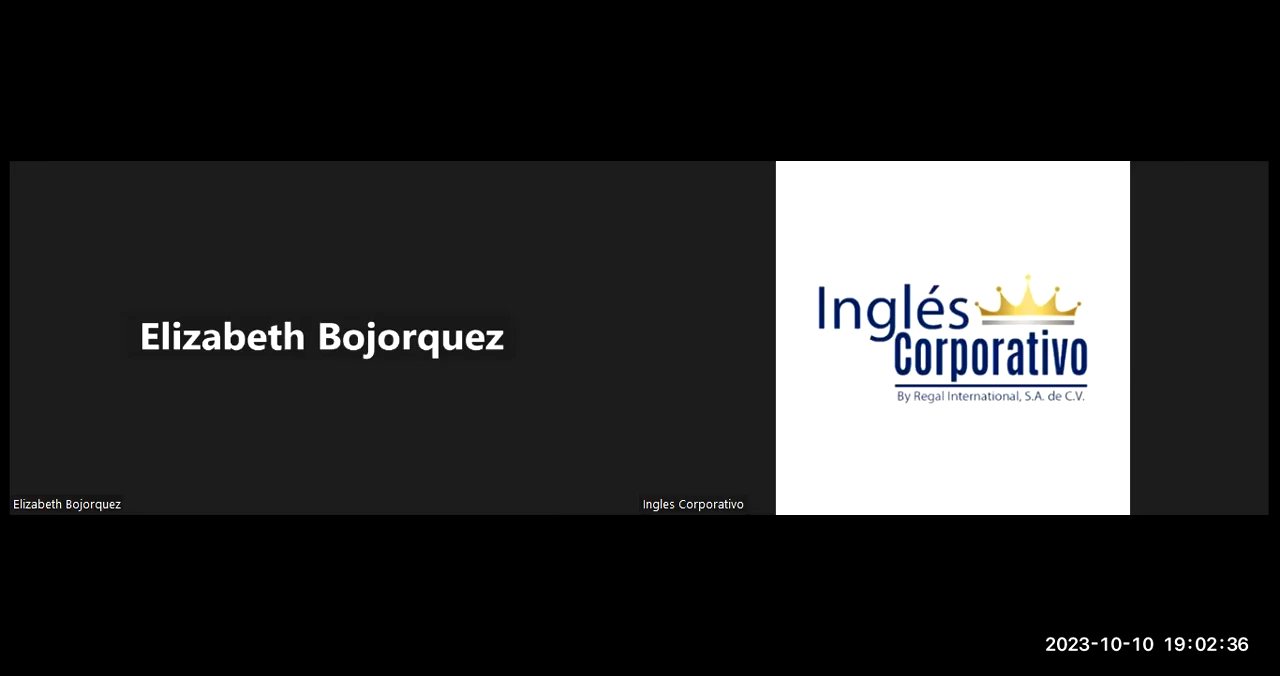 Elizabeth Bojorquez
Inglés
Corporativo
By Regal International, S.A. de C.V.
Elizabeth Bojorquez
Ingles Corporativo
2023-10-10 19:02:36